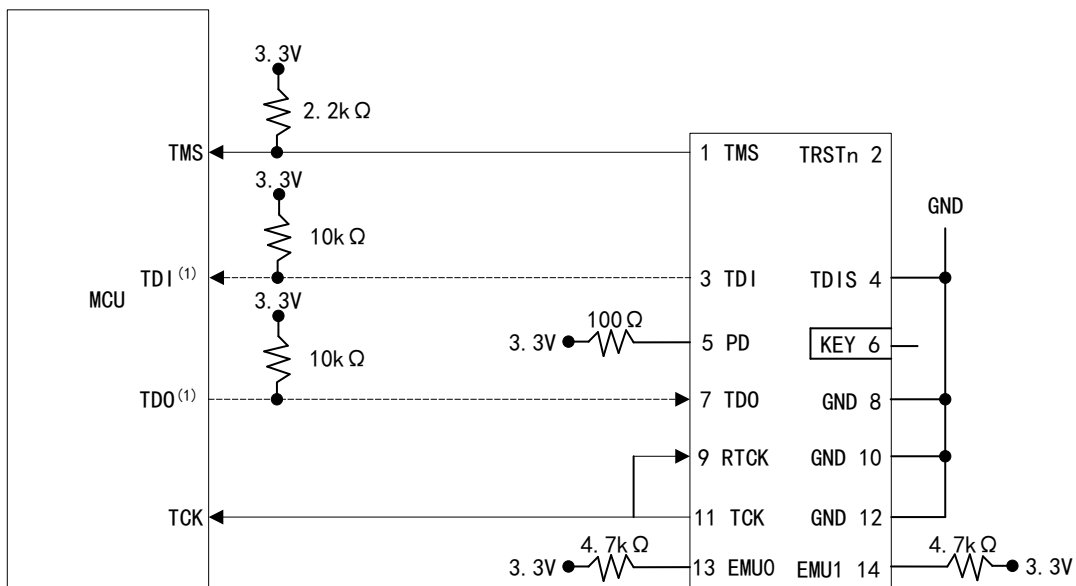 3.3V
2.2kΩ
TMS
1 TMS
TRSTn 2
3.3V
GND
10kΩ
TDI(1)
3 TDI
TDIS 4
MCU
3.3V
100Ω
3.3V
5 PD
KEY 6
10kΩ
TDO(1)
7 TDO
GND 8
9 RTCK
GND 10
TCK
11 TCK
GND 12
4.7kΩ
4.7kΩ
3.3V
13 EMU0
EMU1 14
3.3V